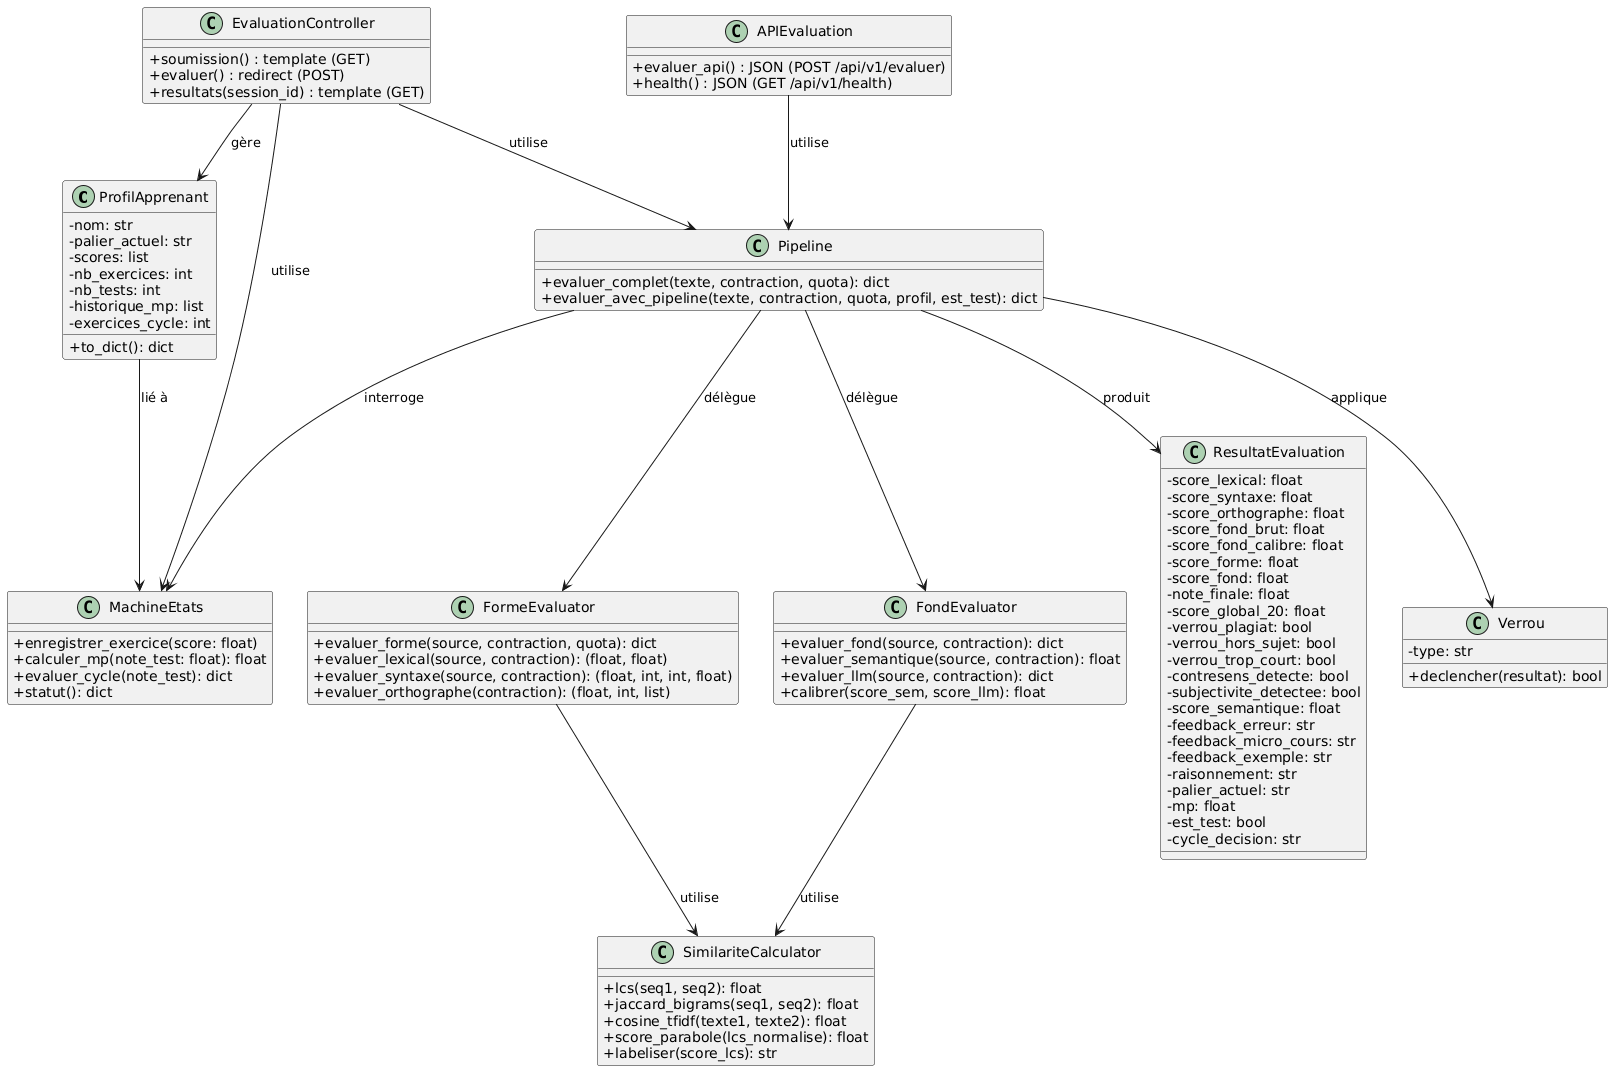 C EvaluationController
+soumission() : template (GET)
+evaluer() : redirect (POST)
+resultats(session_id) : template (GET)
C APIEvaluation
+evaluer_api() : JSON (POST /api/v1/evaluer)
+health() : JSON (GET /api/v1/health)
gère
utilise
utilise
C ProfilApprenant
-nom: str
-palier_actuel: str
-scores: list
-nb_exercices: int
-nb_tests: int
-historique_mp: list
-exercices_cycle: int
+to_dict(): dict
utilise
C Pipeline
+evaluer_complet(texte, contraction, quota): dict
+evaluer_avec_pipeline(texte, contraction, quota, profil, est_test): dict
lié à
interroge
délègue
délègue
produit
applique
C MachineEtats
+enregistrer_exercice(score: float)
+calculer_mp(note_test: float): float
+evaluer_cycle(note_test): dict
+statut(): dict
C FormeEvaluator
+evaluer_forme(source, contraction, quota): dict
+evaluer_lexical(source, contraction): (float, float)
+evaluer_syntaxe(source, contraction): (float, int, int, float)
+evaluer_orthographe(contraction): (float, int, list)
C FondEvaluator
+evaluer_fond(source, contraction): dict
+evaluer_semantique(source, contraction): float
+evaluer_llm(source, contraction): dict
+calibrer(score_sem, score_llm): float
C ResultatEvaluation
-score_lexical: float
-score_syntaxe: float
-score_orthographe: float
-score_fond_brut: float
-score_fond_calibre: float
-score_forme: float
-score_fond: float
-note_finale: float
-score_global_20: float
-verrou_plagiat: bool
-verrou_hors_sujet: bool
-verrou_trop_court: bool
-contresens_detecte: bool
-subjectivite_detectee: bool
-score_semantique: float
-feedback_erreur: str
-feedback_micro_cours: str
-feedback_exemple: str
-raisonnement: str
-palier_actuel: str
-mp: float
-est_test: bool
-cycle_decision: str
C Verrou
-type: str
+declencher(resultat): bool
utilise
utilise
C SimilariteCalculator
+lcs(seq1, seq2): float
+jaccard_bigrams(seq1, seq2): float
+cosine_tfidf(texte1, texte2): float
+score_parabole(lcs_normalise): float
+labeliser(score_lcs): str